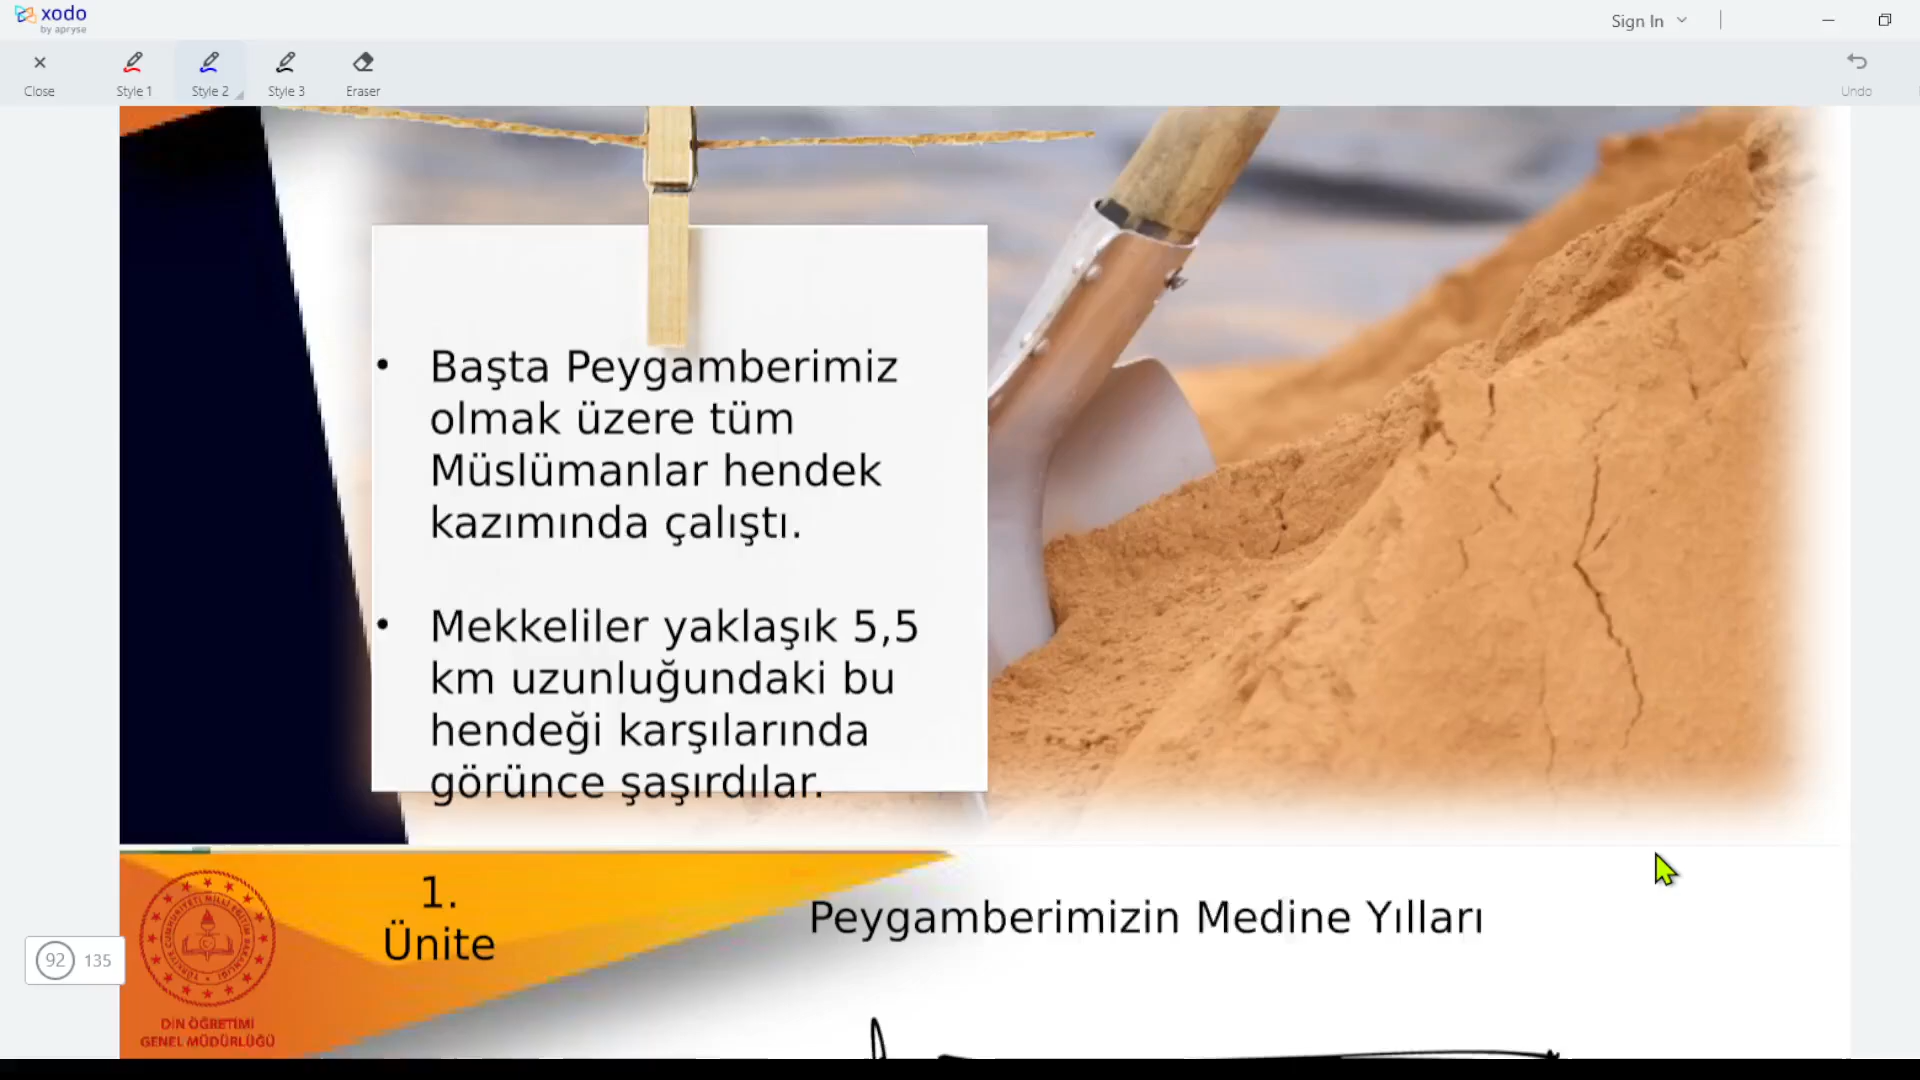 xodo
by apryse
Sign In
Close
Style 1
Style 2
Style 3
Eraser
Undo
• Başta Peygamberimiz
olmak üzere tüm
Müslümanlar hendek
kazımında çalıştı.
• Mekkeliler yaklaşık 5,5
km uzunluğundaki bu
hendeği karşılarında
görünce şaşırdılar.
1.
Ünite
Peygamberimizin Medine Yılları
92 135
DİN ÖĞRETİMİ
GENEL MÜDÜRLÜĞÜ